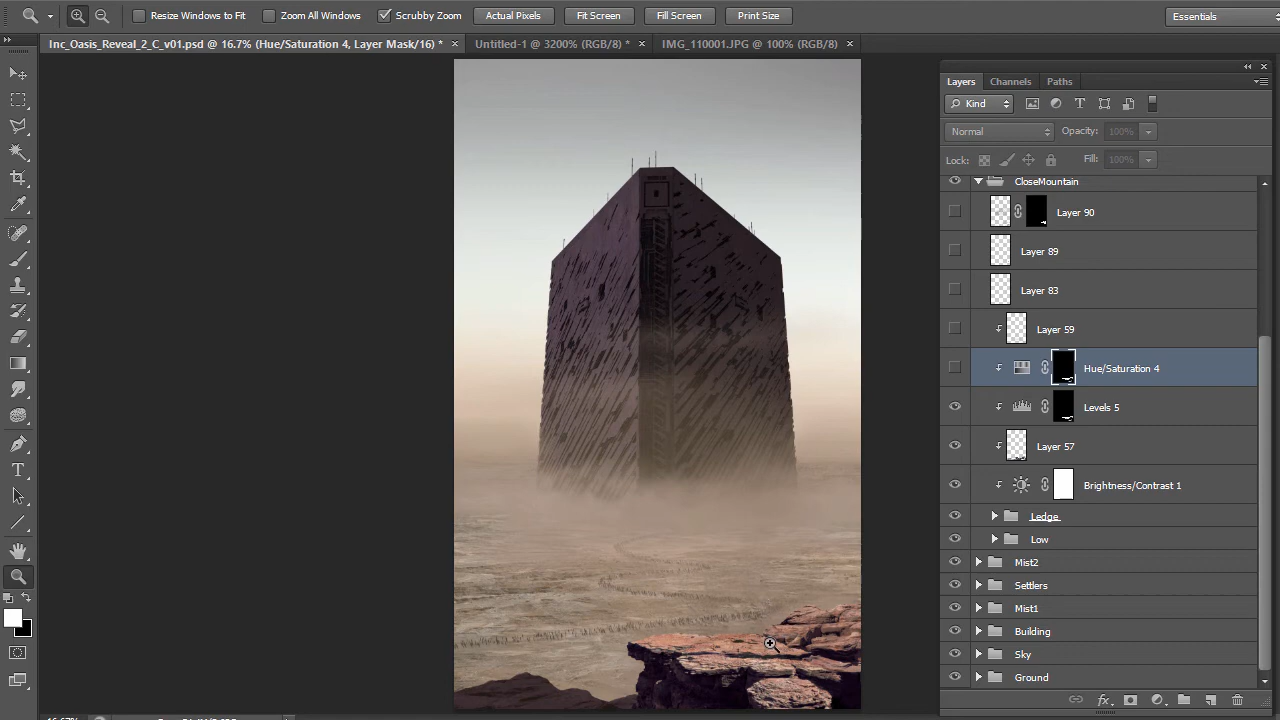 Resize Windows to Fit Zoom All Windows Scrubby Zoom Actual Pixels Fit Screen Fill Screen Print Size Essentials
Inc_Oasis_Reveal_2_C_v01.psd @ 16.7% (Hue/Saturation 4, Layer Mask/16) * Untitled-1 @ 3200% (RGB/8) * IMG_110001.JPG @ 100% (RGB/8)
Layers Channels Paths
Kind
Normal Opacity: 100%
Lock: Fill: 100%
CloseMountain
Layer 90
Layer 89
Layer 83
Layer 59
Hue/Saturation 4
Levels 5
Layer 57
Brightness/Contrast 1
Ledge
Low
Mist2
Settlers
Mist1
Building
Sky
Ground